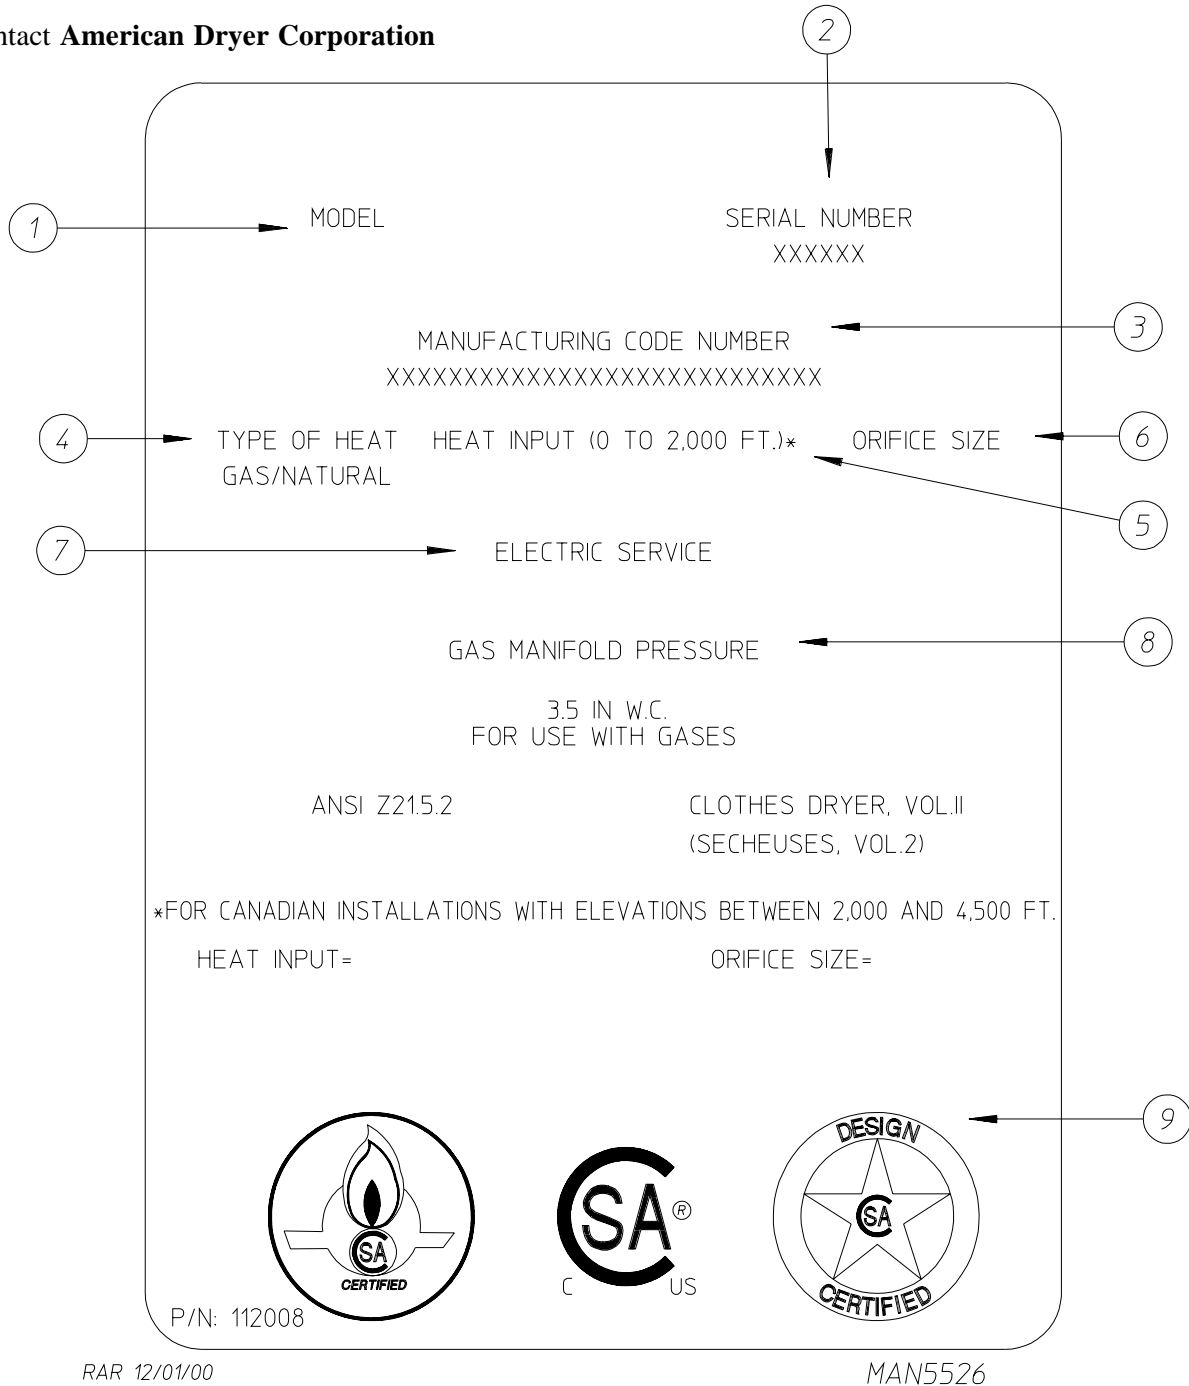 ntact American Dryer Corporation
2
1
MODEL
SERIAL NUMBER
XXXXXX
3
MANUFACTURING CODE NUMBER
XXXXXXXXXXXXXXXXXXXXXXXXXXXX
4
TYPE OF HEAT HEAT INPUT (0 TO 2,000 FT.)* ORIFICE SIZE
6
GAS/NATURAL
5
7
ELECTRIC SERVICE
GAS MANIFOLD PRESSURE
8
3.5 IN W.C.
FOR USE WITH GASES
ANSI Z21.5.2
CLOTHES DRYER, VOL.II
(SECHEUSES, VOL.2)
*FOR CANADIAN INSTALLATIONS WITH ELEVATIONS BETWEEN 2,000 AND 4,500 FT.
HEAT INPUT=
ORIFICE SIZE=
9
CSA
CERTIFIED
CSA®
C US
DESIGN
CSA
CERTIFIED
P/N: 112008
RAR 12/01/00
MAN5526